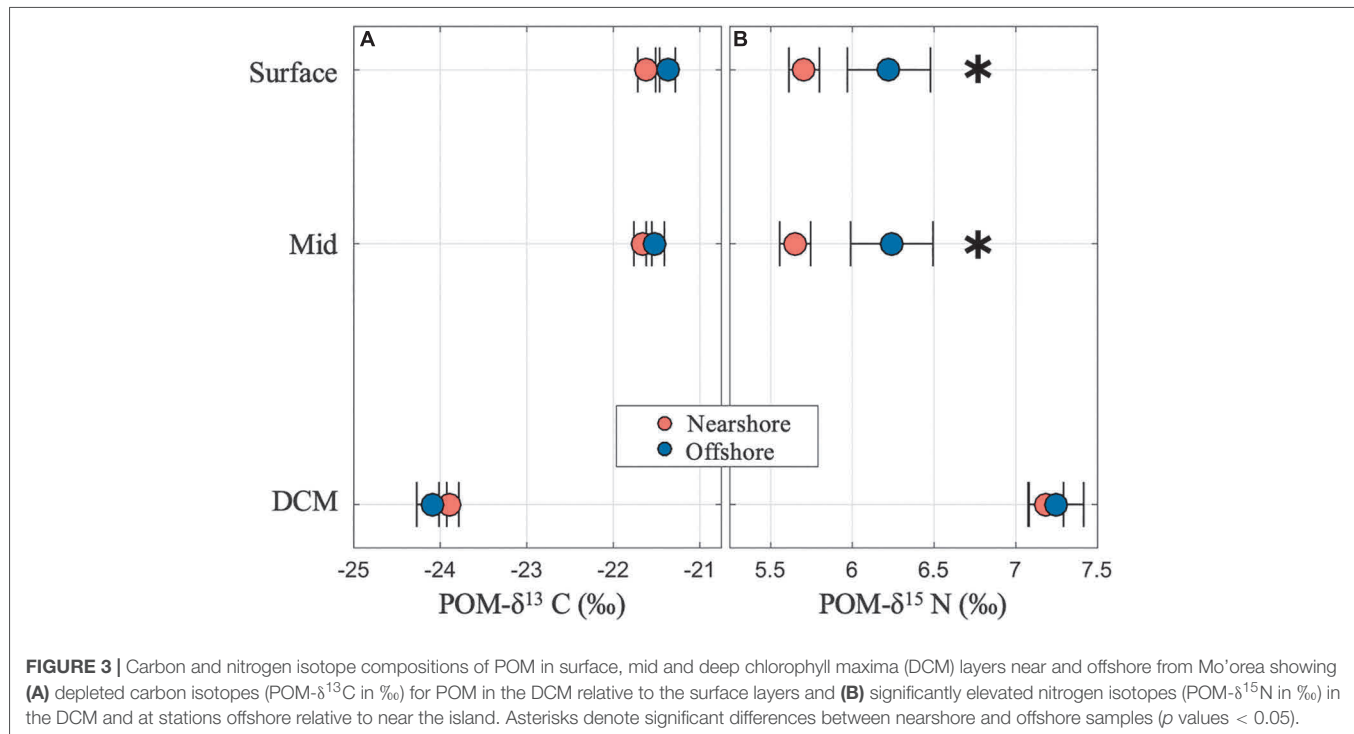 A
B
Surface
Mid
DCM
Nearshore
Offshore
-25 -24 -23 -22 -21 5.5 6 6.5 7 7.5
POM-δ¹³ C (‰) POM-δ¹⁵ N (‰)
FIGURE 3 | Carbon and nitrogen isotope compositions of POM in surface, mid and deep chlorophyll maxima (DCM) layers near and offshore from Mo'orea showing
(A) depleted carbon isotopes (POM-δ¹³C in ‰) for POM in the DCM relative to the surface layers and (B) significantly elevated nitrogen isotopes (POM-δ¹⁵N in ‰) in
the DCM and at stations offshore relative to near the island. Asterisks denote significant differences between nearshore and offshore samples (p values < 0.05).